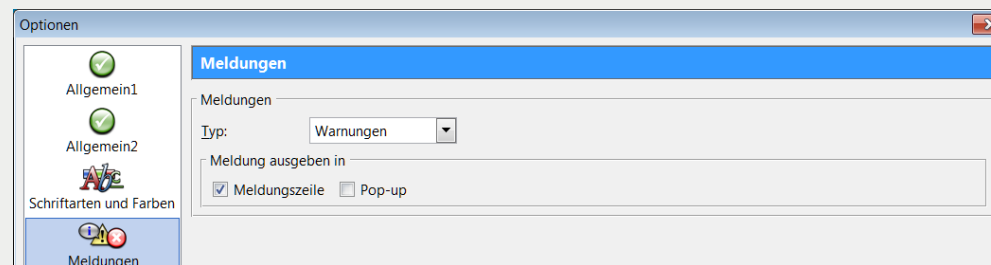 Optionen
Allgemein1
Allgemein2
Schriftarten und Farben
Meldungen
Meldungen
Meldungen
Typ: Warnungen
Meldung ausgeben in
Meldungszeile Pop-up